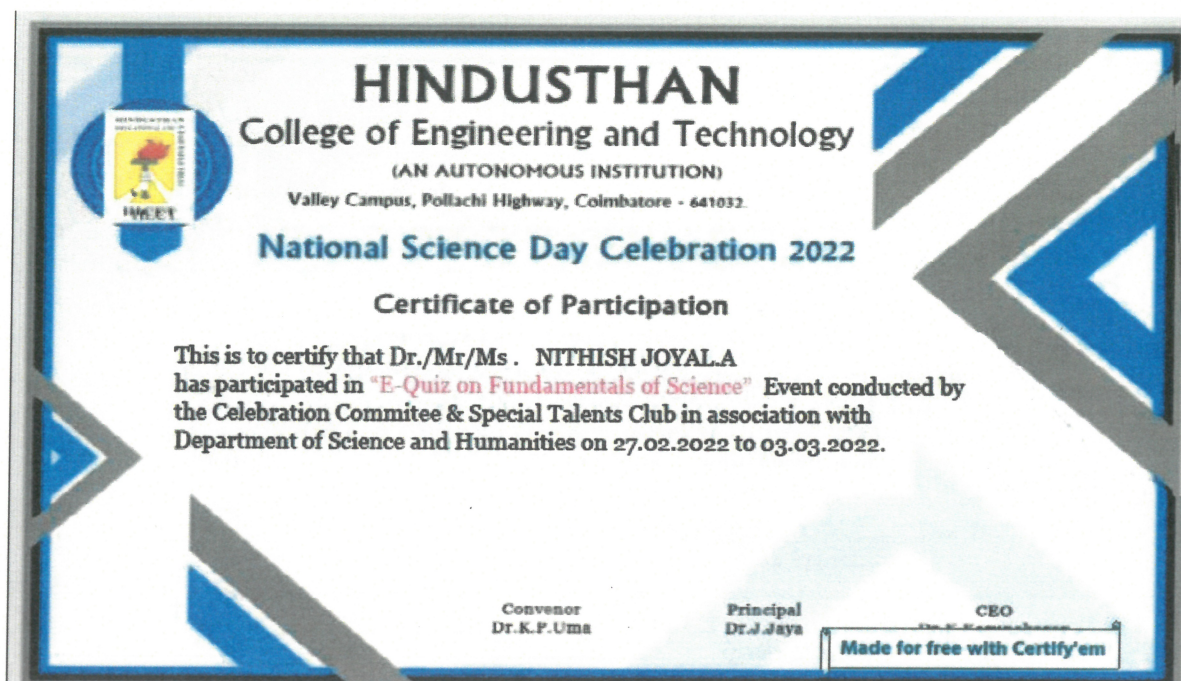 HINDUSTHAN
College of Engineering and Technology
(AN AUTONOMOUS INSTITUTION)
Valley Campus, Pollachi Highway, Coimbatore - 641032.
HICET
National Science Day Celebration 2022
Certificate of Participation
This is to certify that Dr./Mr/Ms . NITHISH JOYAL.A
has participated in "E-Quiz on Fundamentals of Science" Event conducted by
the Celebration Commitee & Special Talents Club in association with
Department of Science and Humanities on 27.02.2022 to 03.03.2022.
Convenor Principal CEO
Dr.K.P.Uma Dr.J.Jaya
Made for free with Certify'em